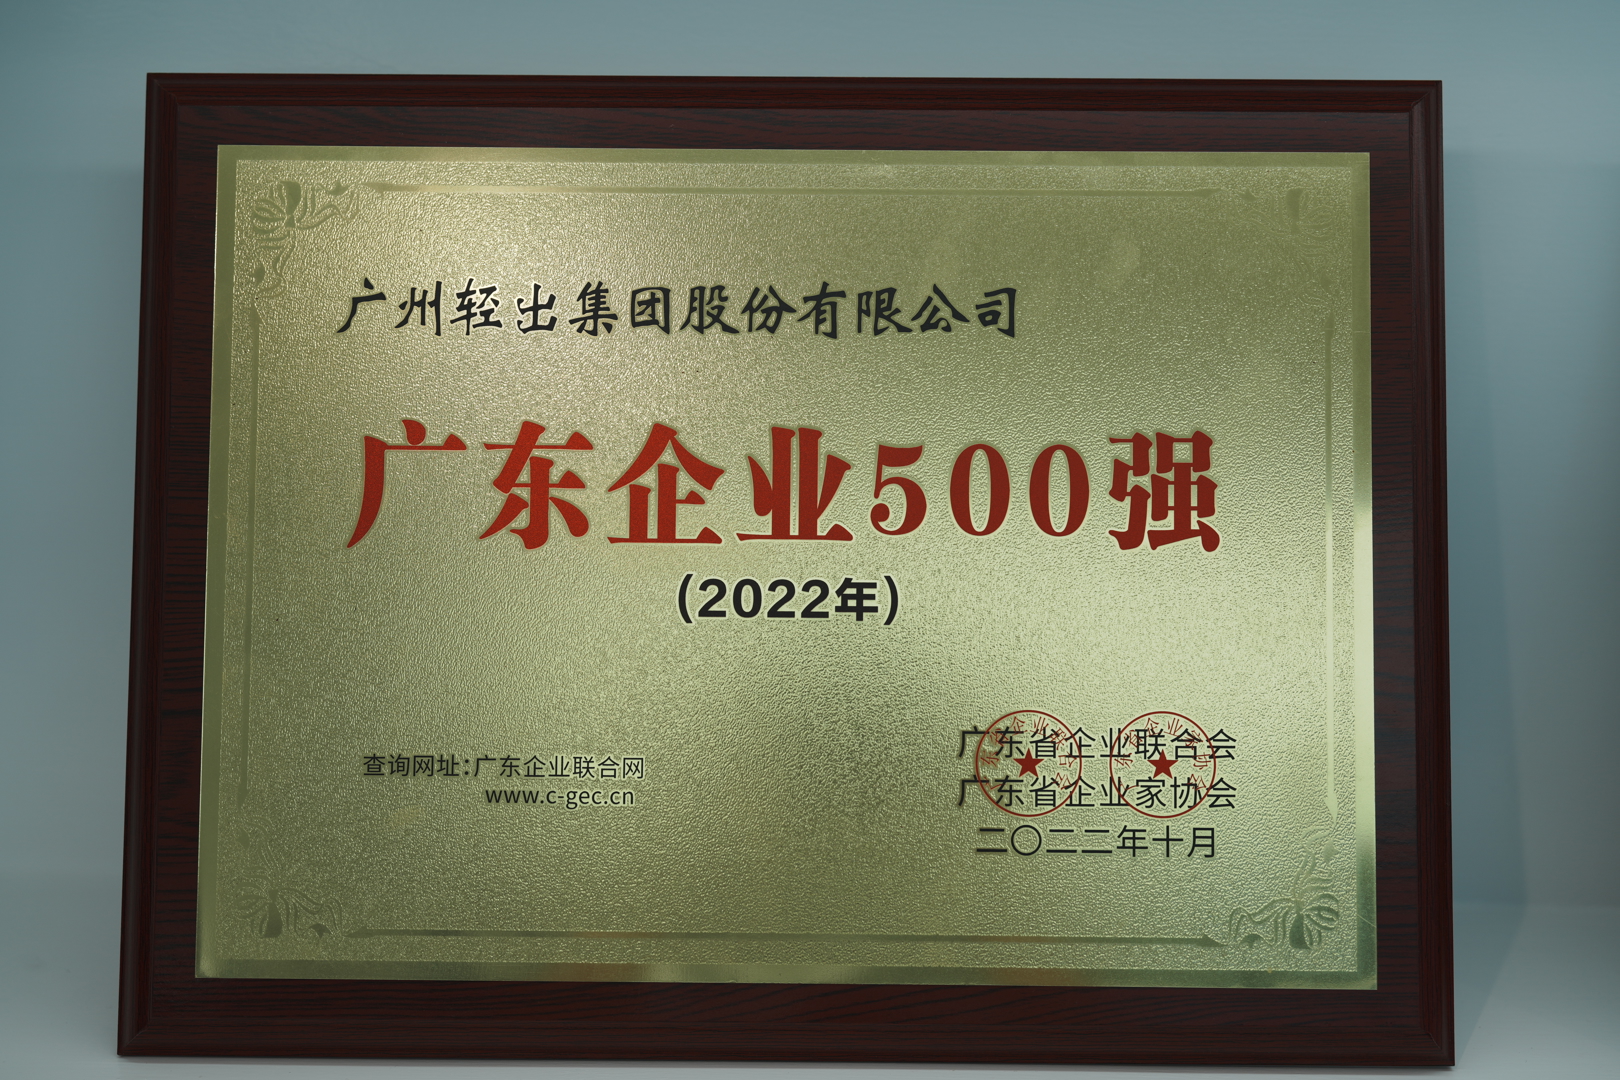 广州轻出集团股份有限公司
广东企业500强
(2022年)
查询网址:广东企业联合网
www.c-gec.cn
广东省企业联合会
广东省企业家协会
二〇二二年十月